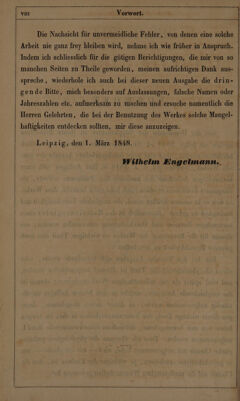 VIII Vorwort.
Die Nachsicht für unvermeidliche Fehler, von denen eine solche
Arbeit nie ganz frey bleiben wird, nehme ich wie früher in Anspruch.
Indem ich zugleich für die gütigen Berichtigungen, die mir von so
manchen Seiten zu Theile geworden, meinen aufrichtigen Dank aus-
spreche, wiederhole ich auch bei dieser neuen Ausgabe die drin-
gende Bitte, mich besonders auf Auslassungen, falsche Namen oder
Jahreszahlen etc. aufmerksam zu machen und ersuche namentlich die
Herren Gelehrten, die bei der Benutzung des Werkes solche Mangel-
haftigkeiten entdecken sollten, mir diese anzuzeigen.
Leipzig, den 1. März 1848.
Wilhelm Engelmann.